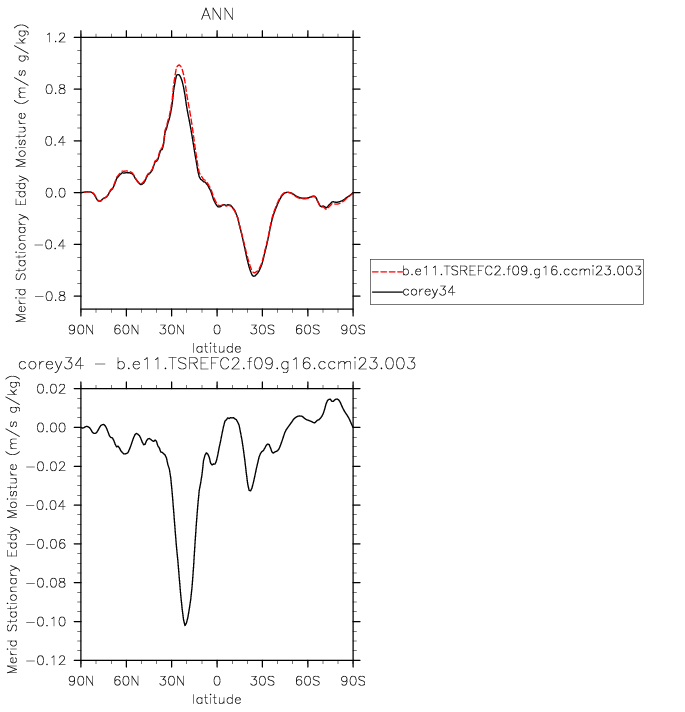 ANN
Merid Stationary Eddy Moisture (m/s g/kg)
1.2
0.8
0.4
0.0
−0.4
−0.8
90N 60N 30N 0 30S 60S 90S
latitude
b.e11.TSREFC2.f09.g16.ccmi23.003
corey34
corey34 − b.e11.TSREFC2.f09.g16.ccmi23.003
Merid Stationary Eddy Moisture (m/s g/kg)
0.02
0.00
−0.02
−0.04
−0.06
−0.08
−0.10
−0.12
90N 60N 30N 0 30S 60S 90S
latitude